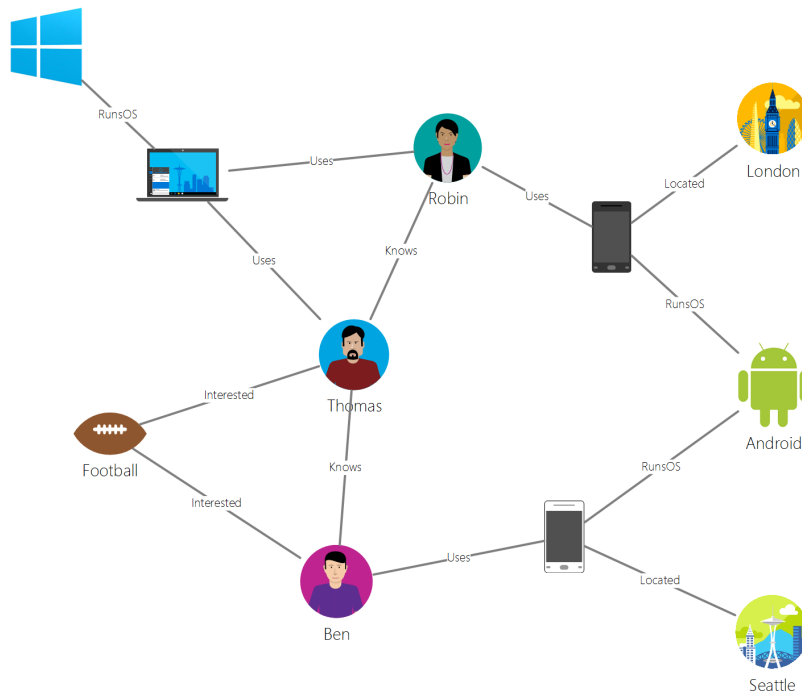 RunsOS
Uses
Robin
London
Located
Uses
Knows
Uses
RunsOS
Thomas
Interested
Football
Android
Knows
RunsOS
Interested
Uses
Located
Ben
Seattle